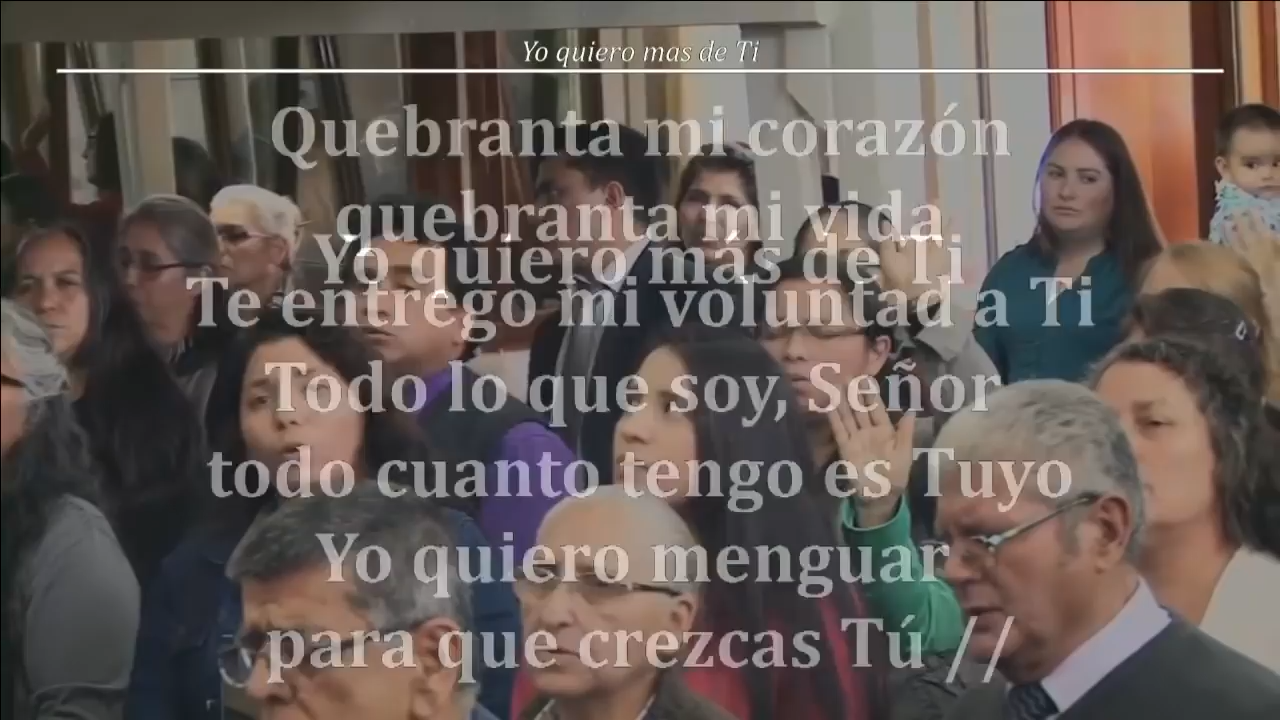 Yo quiero mas de Ti
Quebranta mi corazón
quebranta mi vida
Yo quiero más de Ti
Te entrego mi voluntad a Ti
Todo lo que soy, Señor
todo cuanto tengo es Tuyo
Yo quiero menguar
para que crezcas Tú //